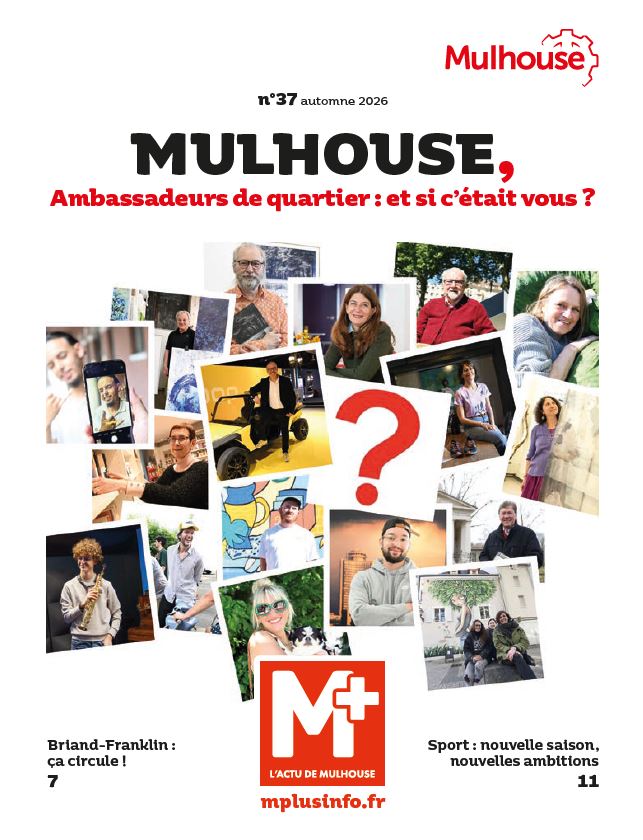 Mulhouse
n°37 automne 2026
MULHOUSE,
Ambassadeurs de quartier : et si c'était vous ?
?
M+
L'ACTU DE MULHOUSE
mplusinfo.fr
Briand-Franklin :
ça circule !
7
Sport : nouvelle saison,
nouvelles ambitions
11